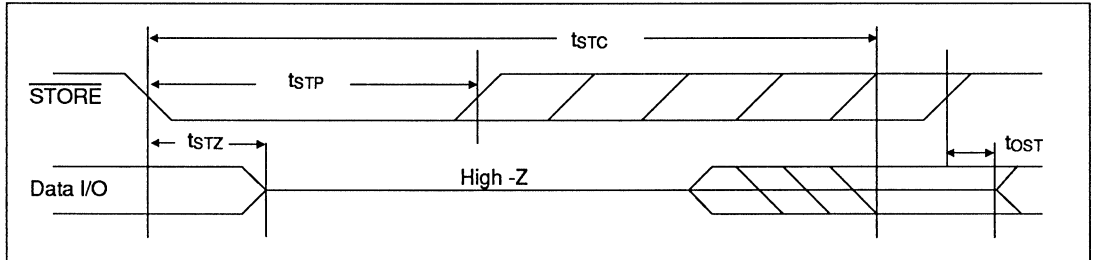 tSTC
tSTP
STORE
tSTZ
tOST
High -Z
Data I/O